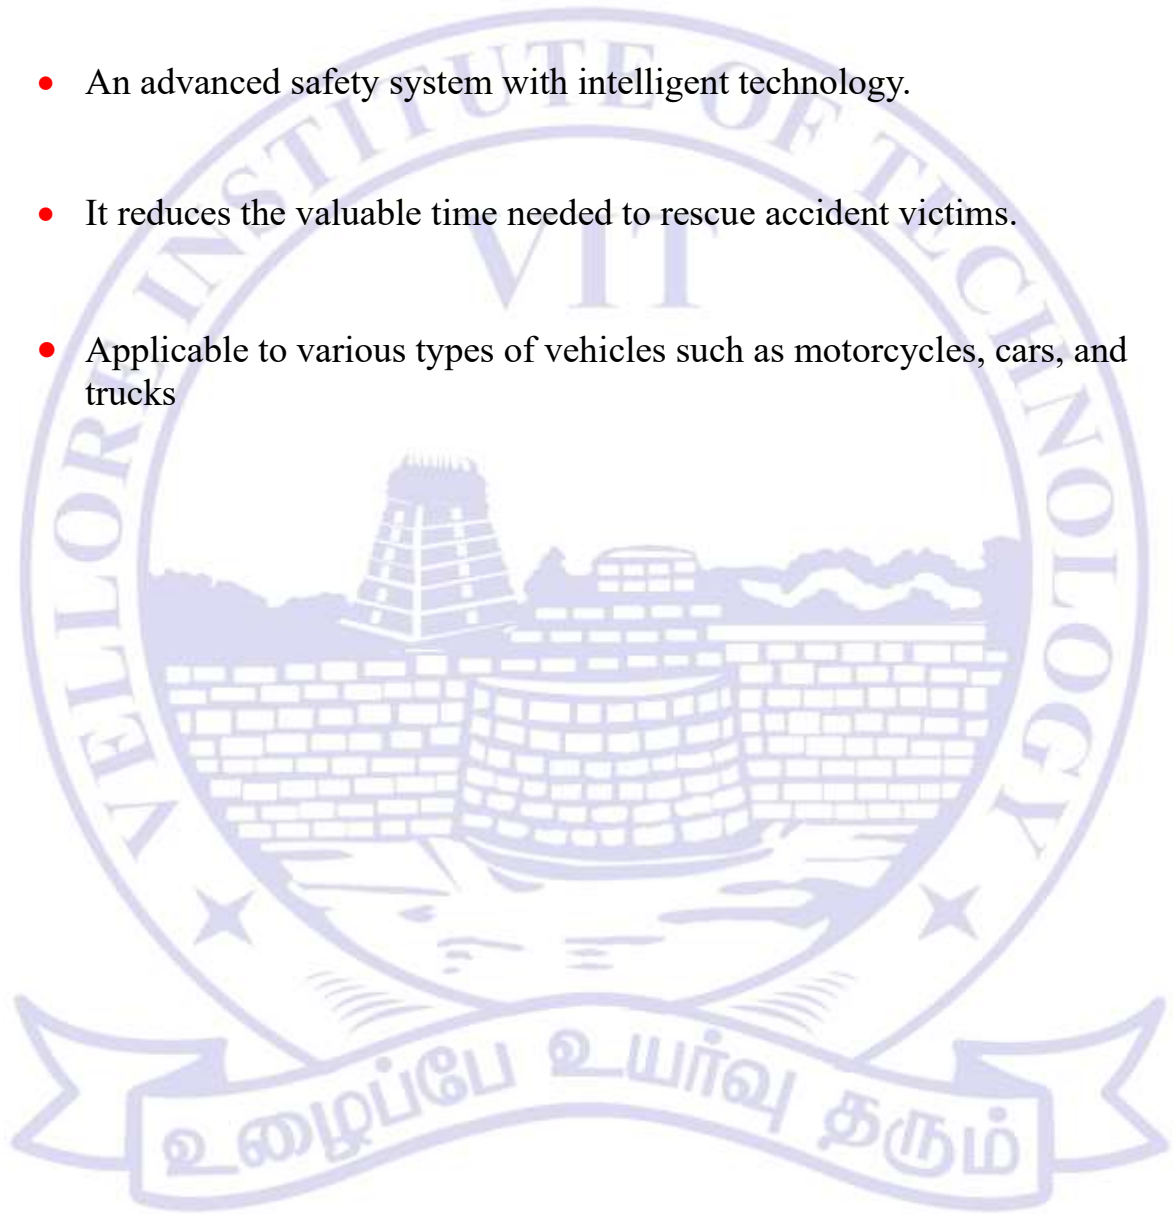 • An advanced safety system with intelligent technology.
• It reduces the valuable time needed to rescue accident victims.
• Applicable to various types of vehicles such as motorcycles, cars, and
trucks
VELLORE INSTITUTE OF TECHNOLOGY
VIT
உழைப்பே உயர்வு தரும்